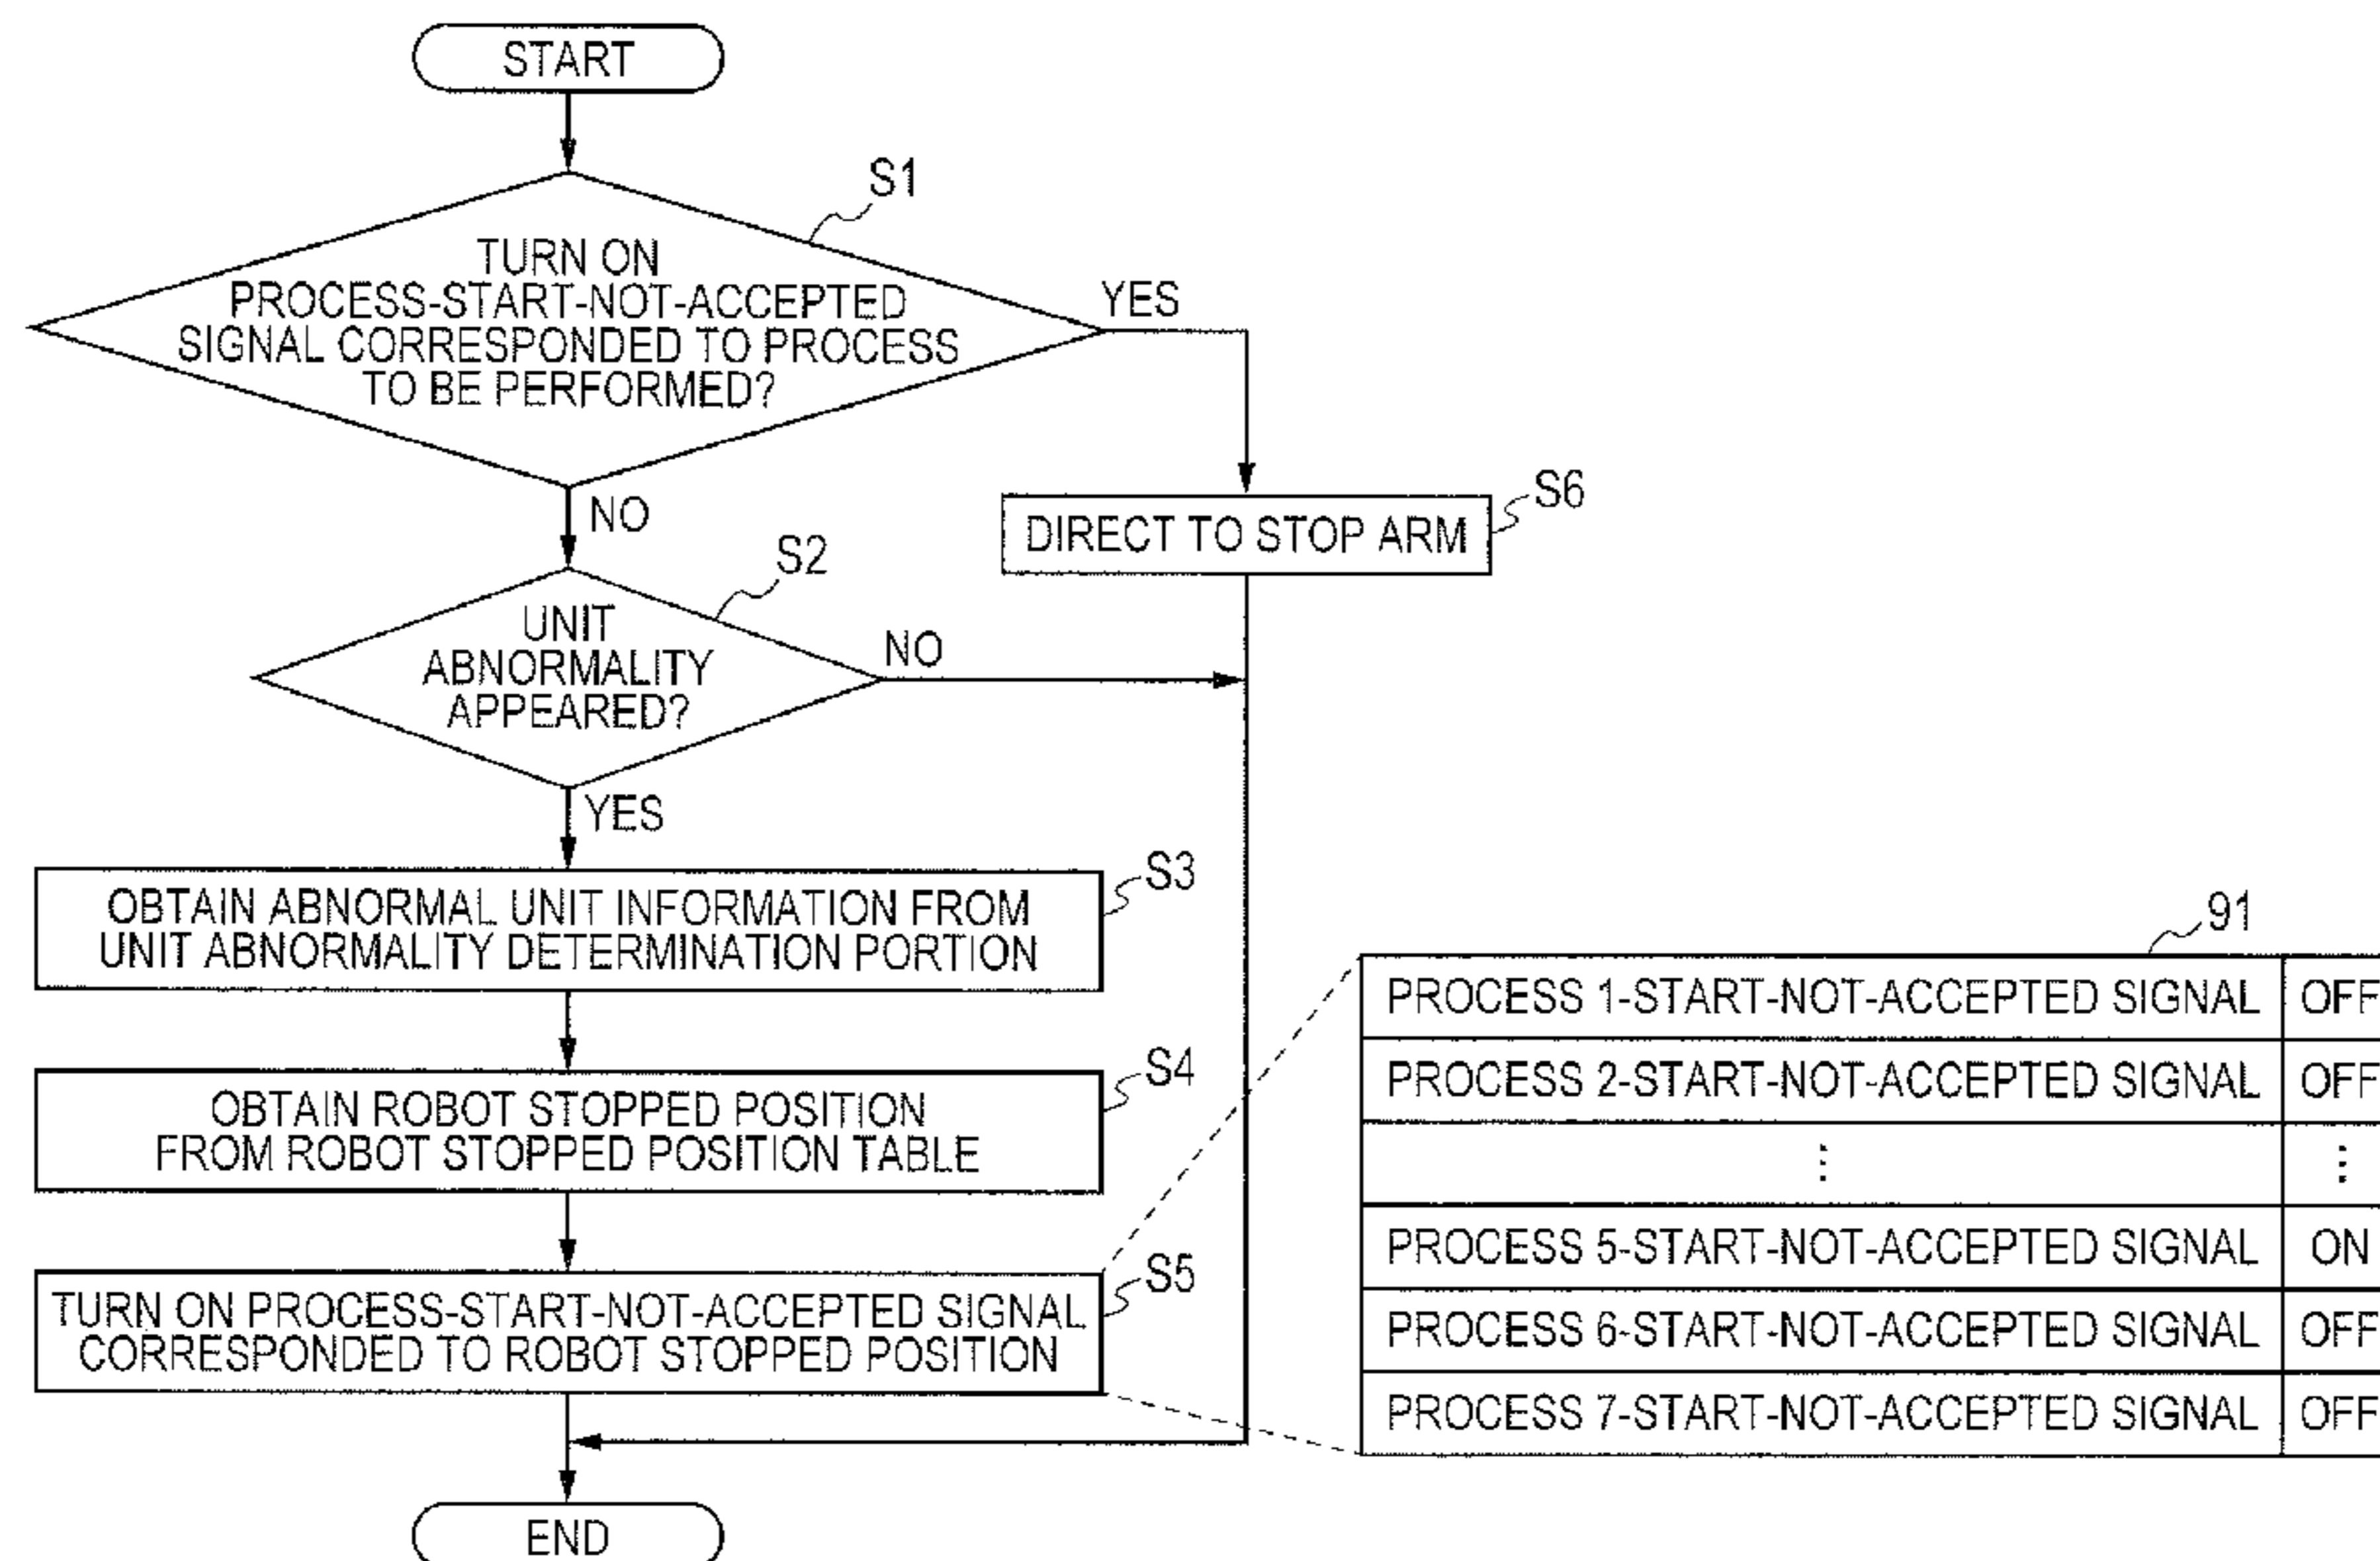 START
S1
TURN ON
PROCESS-START-NOT-ACCEPTED
SIGNAL CORRESPONDED TO PROCESS
TO BE PERFORMED?
YES
NO
S6
DIRECT TO STOP ARM
S2
UNIT
ABNORMALITY
APPEARED?
NO
YES
S3
OBTAIN ABNORMAL UNIT INFORMATION FROM
UNIT ABNORMALITY DETERMINATION PORTION
S4
OBTAIN ROBOT STOPPED POSITION
FROM ROBOT STOPPED POSITION TABLE
S5
TURN ON PROCESS-START-NOT-ACCEPTED SIGNAL
CORRESPONDED TO ROBOT STOPPED POSITION
91
PROCESS 1-START-NOT-ACCEPTED SIGNAL OFF
PROCESS 2-START-NOT-ACCEPTED SIGNAL OFF
⋮ ⋮
PROCESS 5-START-NOT-ACCEPTED SIGNAL ON
PROCESS 6-START-NOT-ACCEPTED SIGNAL OFF
PROCESS 7-START-NOT-ACCEPTED SIGNAL OFF
END